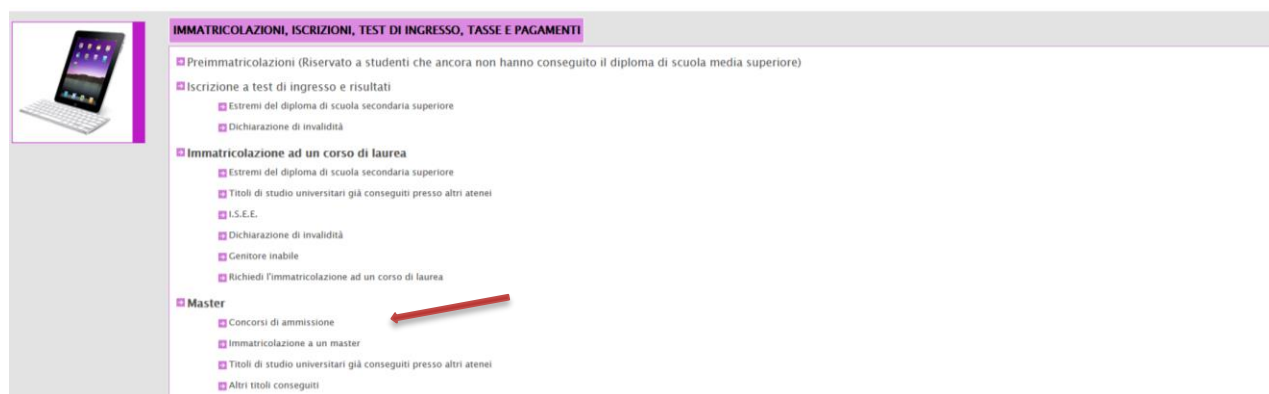 IMMATRICOLAZIONI, ISCRIZIONI, TEST DI INGRESSO, TASSE E PAGAMENTI
Preimmatricolazioni (Riservato a studenti che ancora non hanno conseguito il diploma di scuola media superiore)
Iscrizione a test di ingresso e risultati
Estremi del diploma di scuola secondaria superiore
Dichiarazione di invalidità
Immatricolazione ad un corso di laurea
Estremi del diploma di scuola secondaria superiore
Titoli di studio universitari già conseguiti presso altri atenei
I.S.E.E.
Dichiarazione di invalidità
Genitore inabile
Richiedi l'immatricolazione ad un corso di laurea
Master
Concorsi di ammissione
Immatricolazione a un master
Titoli di studio universitari già conseguiti presso altri atenei
Altri titoli conseguiti